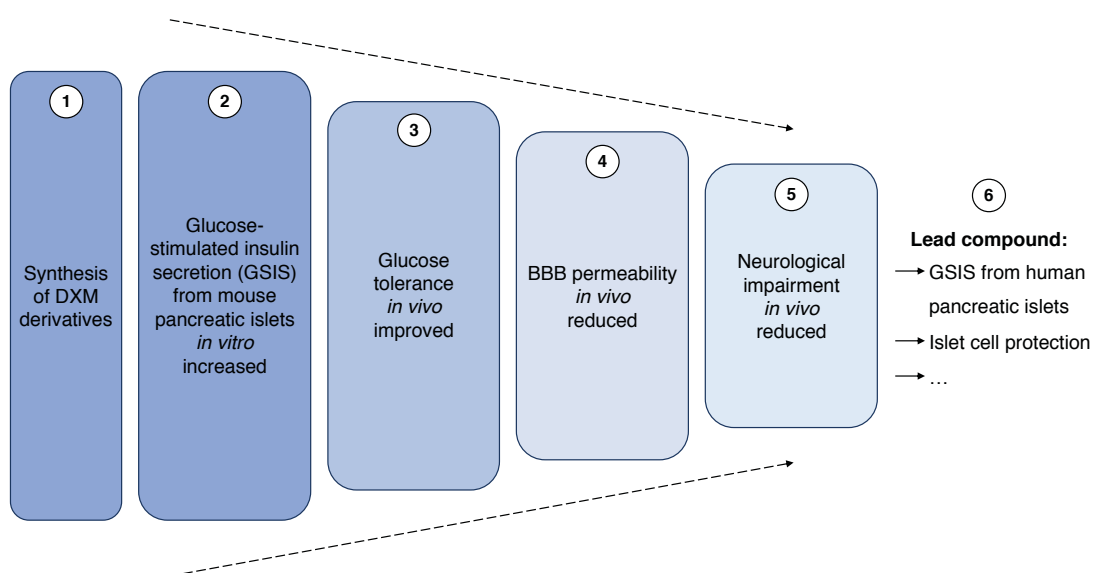 1
Synthesis
of DXM
derivatives
2
Glucose-
stimulated insulin
secretion (GSIS)
from mouse
pancreatic islets
in vitro
increased
3
Glucose
tolerance
in vivo
improved
4
BBB permeability
in vivo
reduced
5
Neurological
impairment
in vivo
reduced
6
Lead compound:
GSIS from human
pancreatic islets
Islet cell protection
…